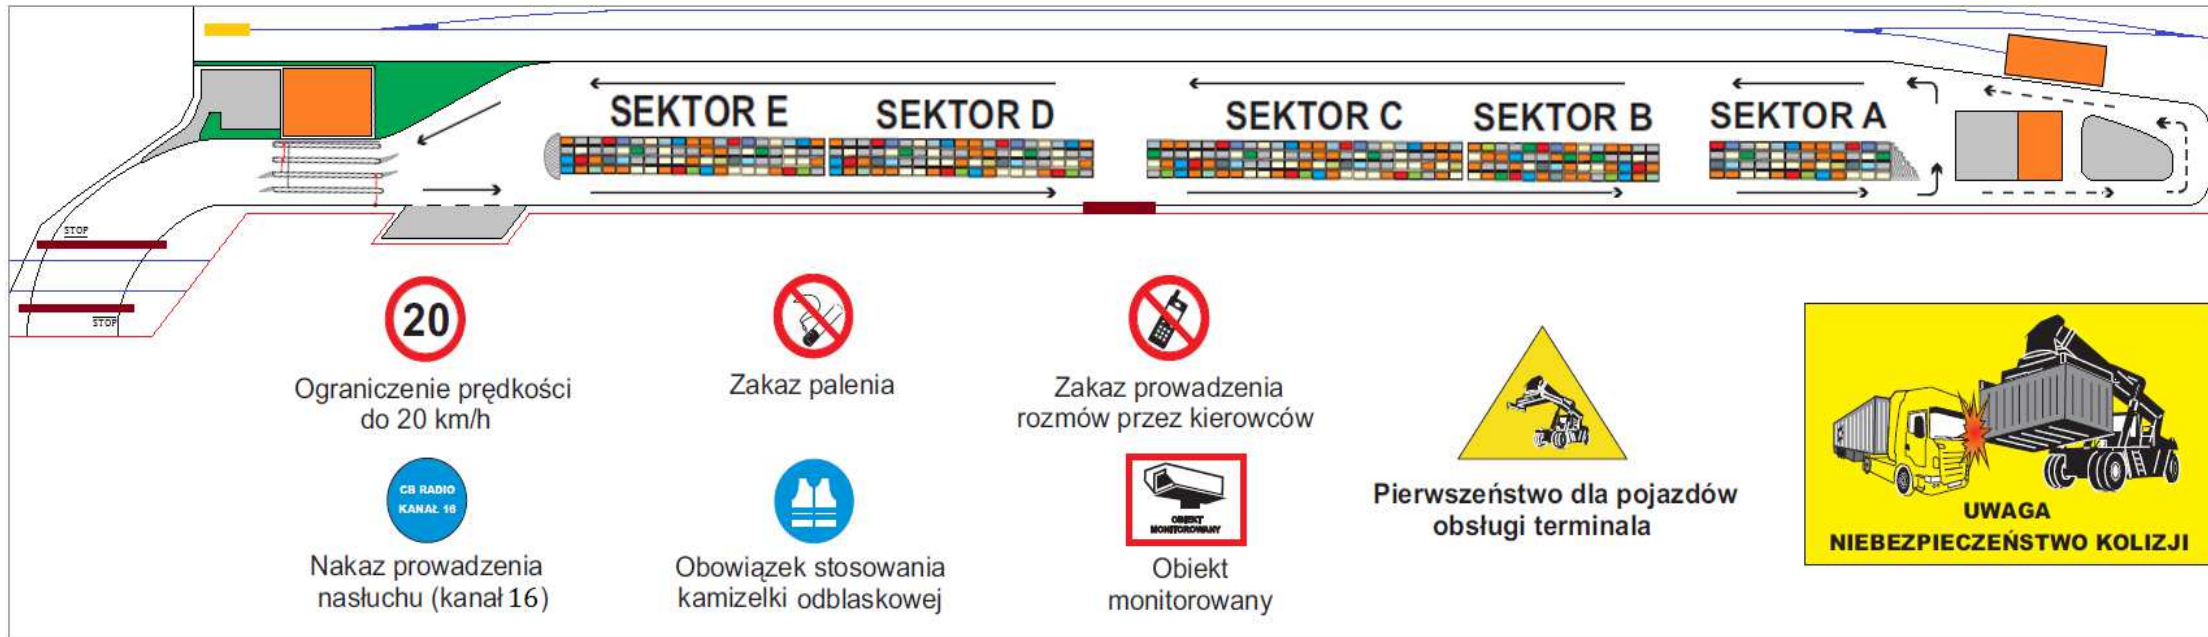 SEKTOR E
SEKTOR D
SEKTOR C
SEKTOR B
SEKTOR A
STOP
STOP
20
Ograniczenie prędkości
do 20 km/h
Zakaz palenia
Zakaz prowadzenia
rozmów przez kierowców
CB RADIO
KANAŁ 16
Nakaz prowadzenia
nasłuchu (kanał 16)
Obowiązek stosowania
kamizelki odblaskowej
OBIEKT
MONITOROWANY
Obiekt
monitorowany
Pierwszeństwo dla pojazdów
obsługi terminala
UWAGA
NIEBEZPIECZEŃSTWO KOLIZJI